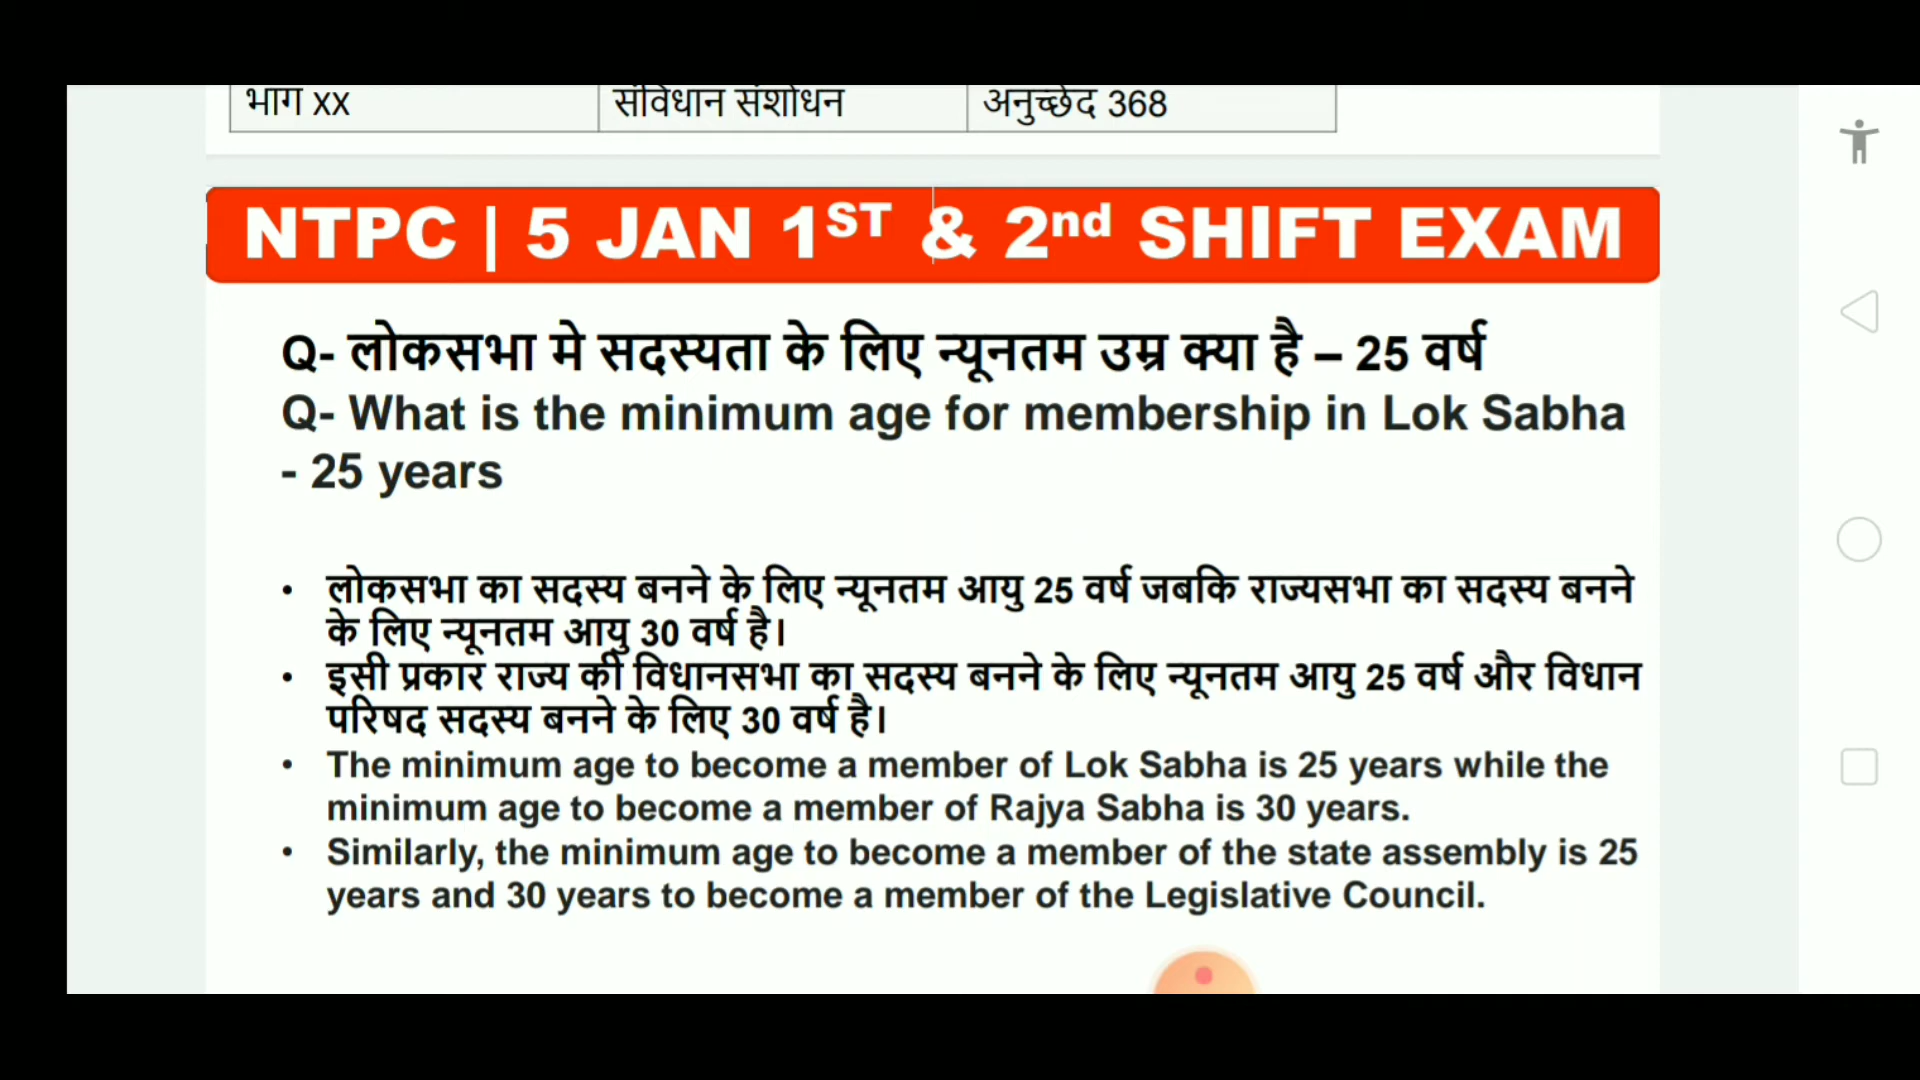 भाग xx संविधान संशोधन अनुच्छेद 368
NTPC | 5 JAN 1ST & 2nd SHIFT EXAM
Q- लोकसभा मे सदस्यता के लिए न्यूनतम उम्र क्या है – 25 वर्ष
Q- What is the minimum age for membership in Lok Sabha
- 25 years
• लोकसभा का सदस्य बनने के लिए न्यूनतम आयु 25 वर्ष जबकि राज्यसभा का सदस्य बनने
के लिए न्यूनतम आयु 30 वर्ष है।
• इसी प्रकार राज्य की विधानसभा का सदस्य बनने के लिए न्यूनतम आयु 25 वर्ष और विधान
परिषद सदस्य बनने के लिए 30 वर्ष है।
• The minimum age to become a member of Lok Sabha is 25 years while the
minimum age to become a member of Rajya Sabha is 30 years.
• Similarly, the minimum age to become a member of the state assembly is 25
years and 30 years to become a member of the Legislative Council.